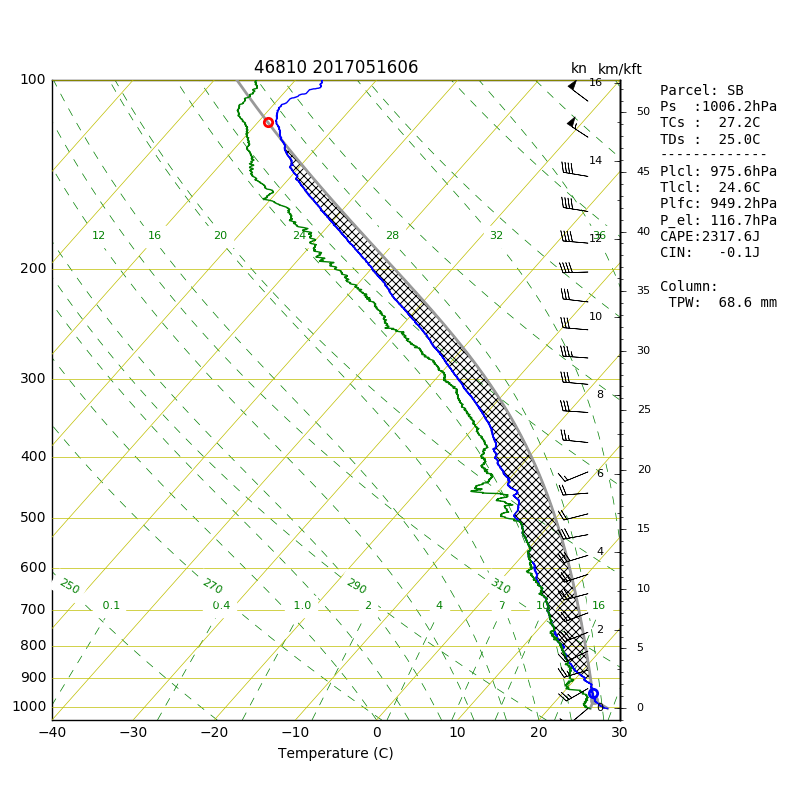 46810 2017051606
kn km/kft
100
200
300
400
500
600
700
800
900
1000
−40 −30 −20 −10 0 10 20 30
Temperature (C)
12 16 20 24 28 32 36
250 270 290 310
0.1 0.4 1.0 2 4 7 10 16
16
14
12
10
8
6
4
2
0
50
45
40
35
30
25
20
15
10
5
0
Parcel: SB
Ps :1006.2hPa
TCs : 27.2C
TDs : 25.0C
-------------
Plcl: 975.6hPa
Tlcl: 24.6C
Plfc: 949.2hPa
P_el: 116.7hPa
CAPE:2317.6J
CIN: -0.1J
Column:
TPW: 68.6 mm